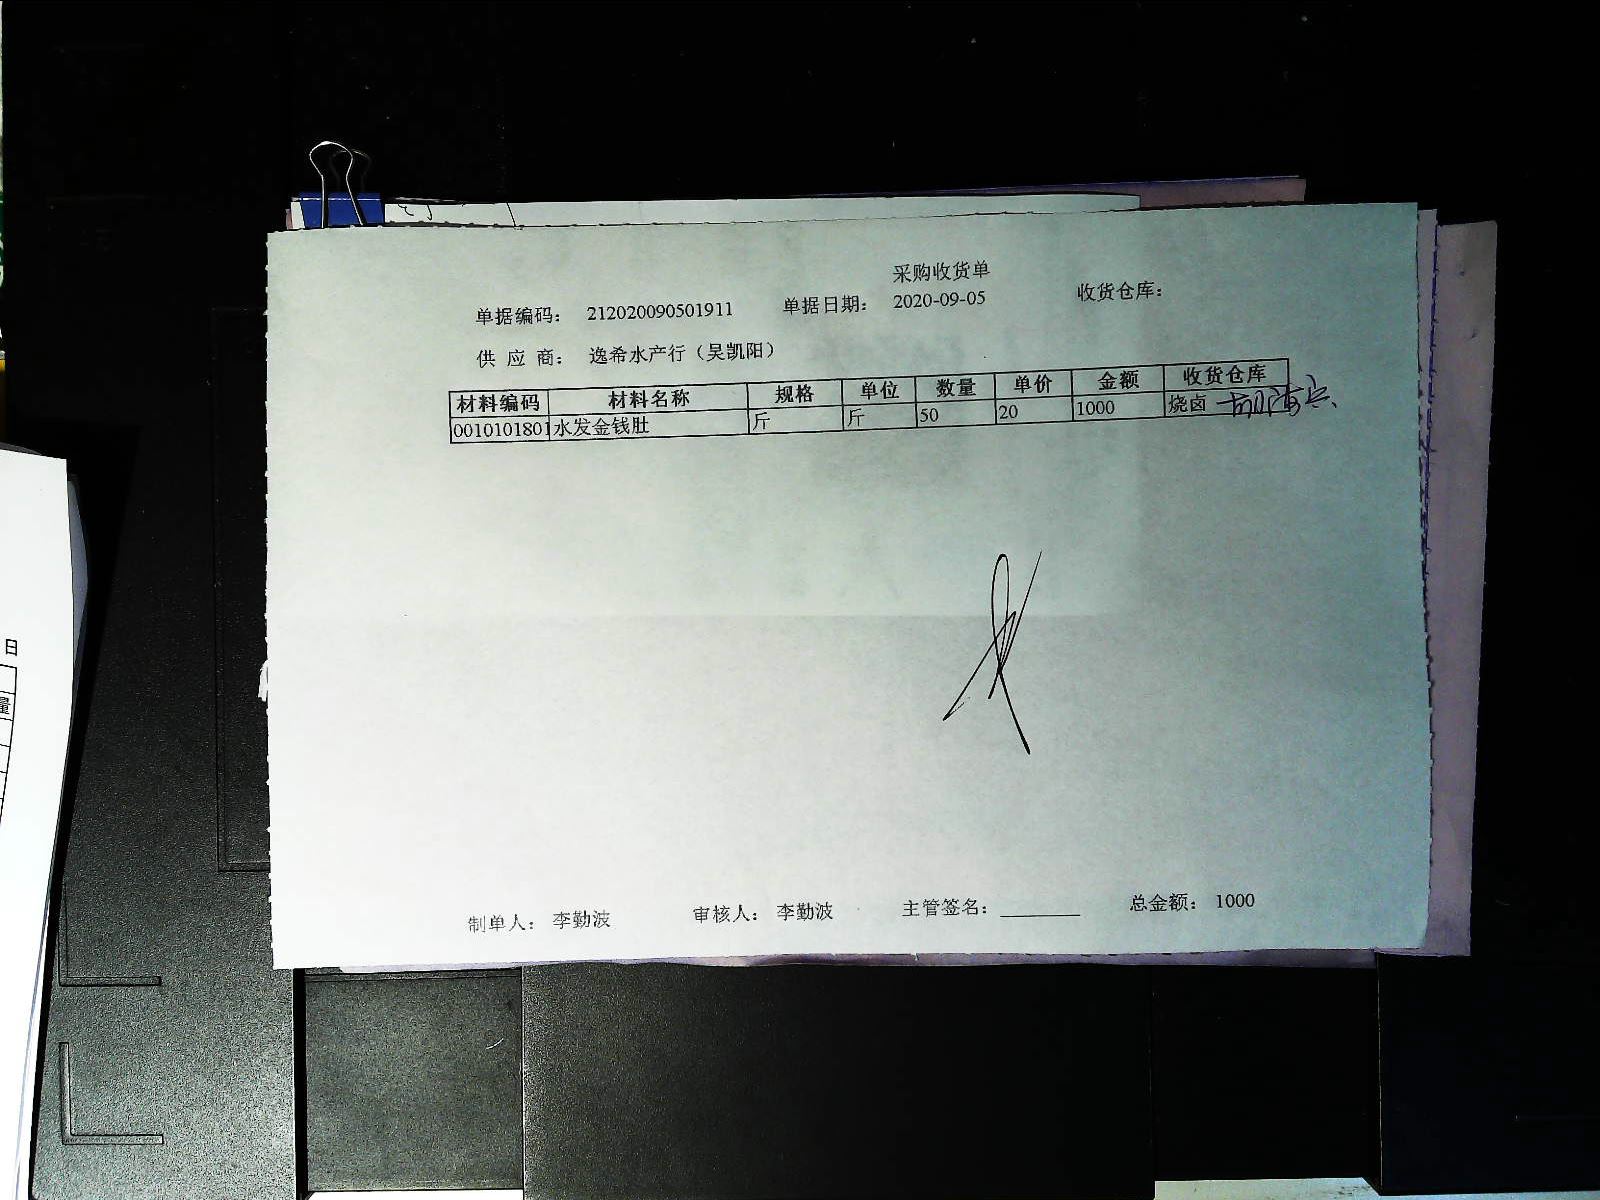 采购收货单
单据编码： 212020090501911 单据日期： 2020-09-05 收货仓库：
供 应 商： 逸希水产行（吴凯阳）
材料编码 材料名称 规格 单位 数量 单价 金额 收货仓库
0010101801 水发金钱肚 斤 斤 50 20 1000 烧卤
制单人： 李勤波 审核人： 李勤波 主管签名： 总金额： 1000
日
量